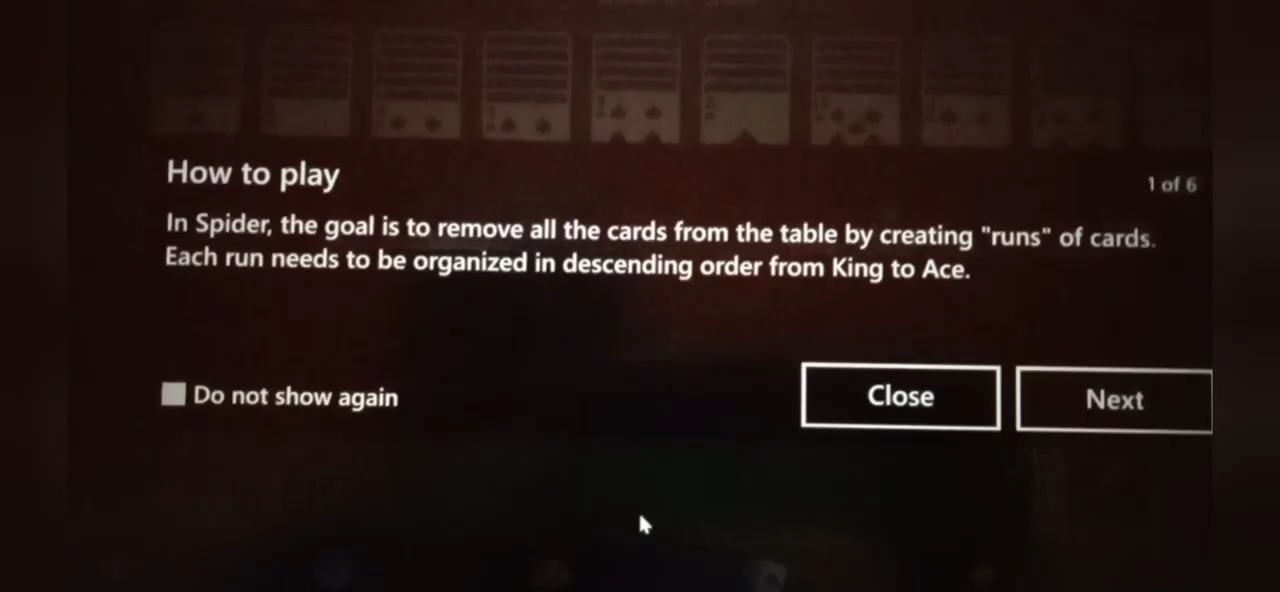 How to play
1 of 6
In Spider, the goal is to remove all the cards from the table by creating "runs" of cards.
Each run needs to be organized in descending order from King to Ace.
Do not show again
Close
Next